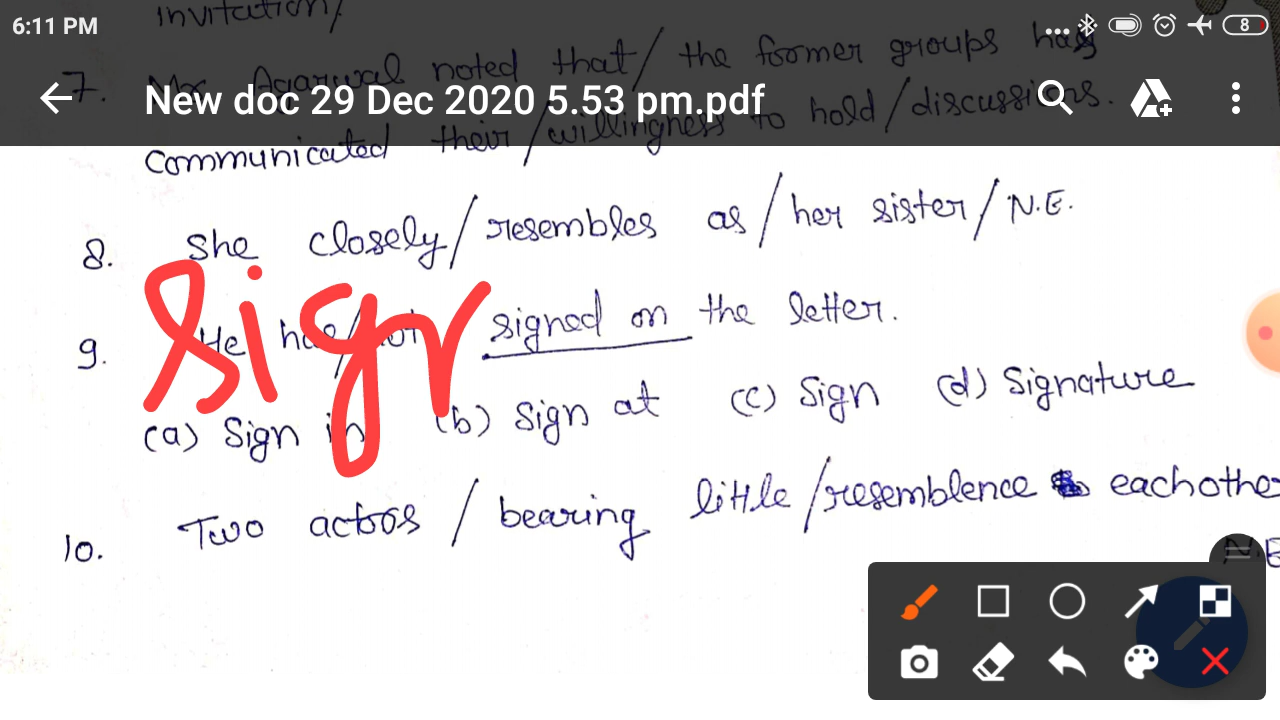 invitation/
6:11 PM
8
7. Mr. Agarwal noted that/ the former groups has
New doc 29 Dec 2020 5.53 pm.pdf
Communicated their/willingness to hold/discussions.
8. She closely/resembles as/her sister/N.E.
9. He has/not signed on the letter.
Sign
(a) Sign in (b) Sign at (c) Sign (d) Signature
10. Two actors / bearing little/resemblence eachother
N.E